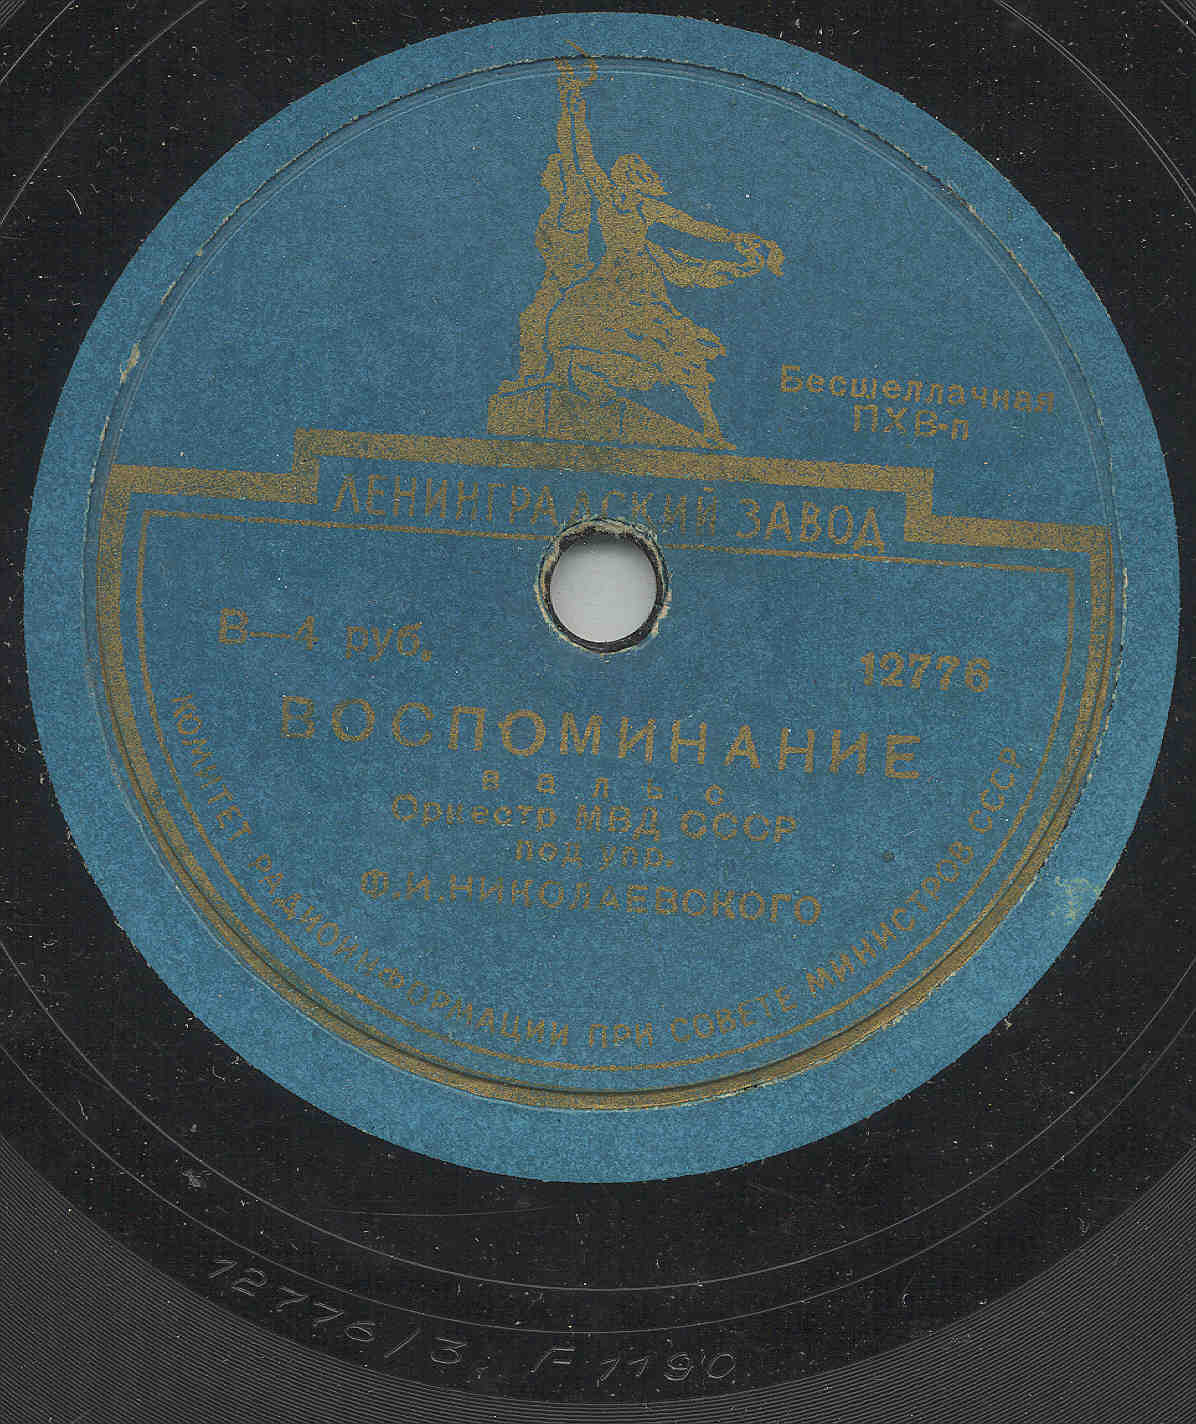 Бесшеллачная
ПХВ-п
ЛЕНИНГРАДСКИЙ ЗАВОД
В—4 руб.
12776
ВОСПОМИНАНИЕ
вальс
Оркестр МВД СССР
под упр.
Ф.И.НИКОЛАЕВСКОГО
КОМИТЕТ РАДИОИНФОРМАЦИИ ПРИ СОВЕТЕ МИНИСТРОВ СССР
12776/3. F1190